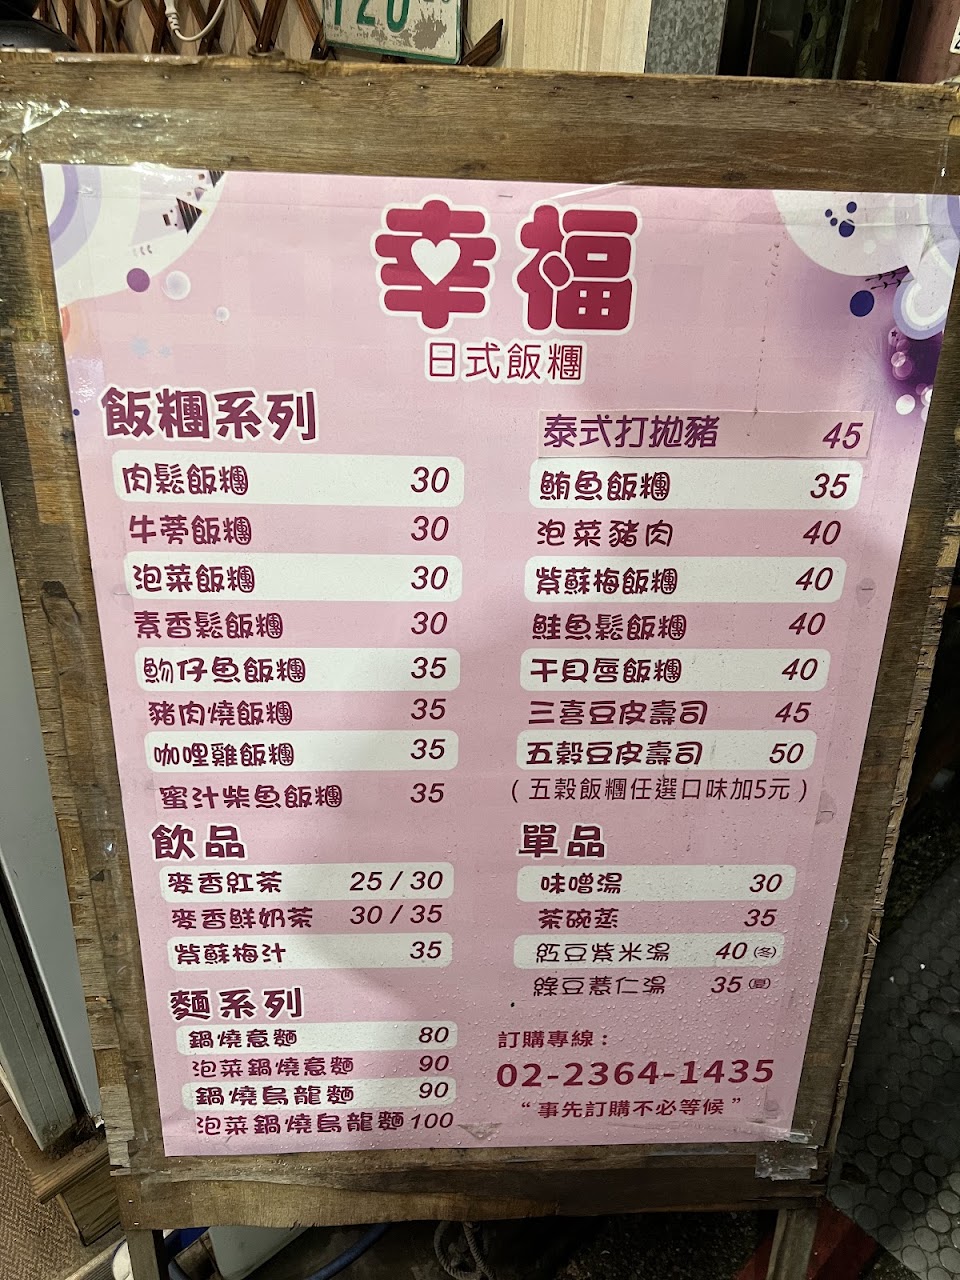 幸福
日式飯糰
飯糰系列
肉鬆飯糰 30
牛蒡飯糰 30
泡菜飯糰 30
素香鬆飯糰 30
魩仔魚飯糰 35
豬肉燒飯糰 35
咖哩雞飯糰 35
蜜汁柴魚飯糰 35
泰式打拋豬 45
鮪魚飯糰 35
泡菜豬肉 40
紫蘇梅飯糰 40
鮭魚鬆飯糰 40
干貝唇飯糰 40
三喜豆皮壽司 45
五穀豆皮壽司 50
(五穀飯糰任選口味加5元)
飲品
麥香紅茶 25 / 30
麥香鮮奶茶 30 / 35
紫蘇梅汁 35
麵系列
鍋燒意麵 80
泡菜鍋燒意麵 90
鍋燒烏龍麵 90
泡菜鍋燒烏龍麵 100
單品
味噌湯 30
茶碗蒸 35
紅豆紫米湯 40 (冬)
綠豆薏仁湯 35 (夏)
訂購專線：
02-2364-1435
“事先訂購不必等候”